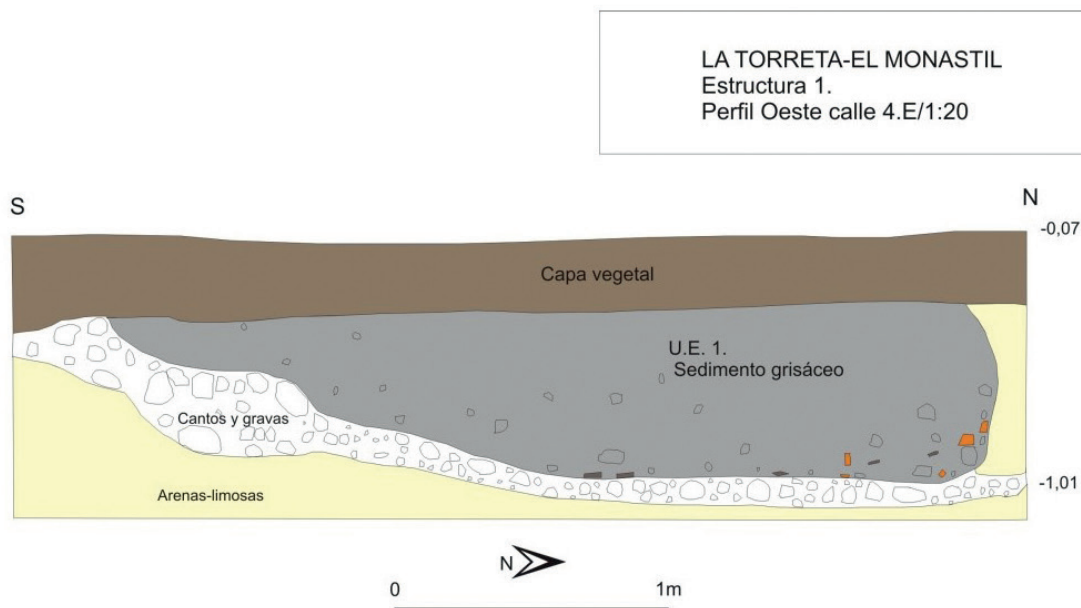 LA TORRETA-EL MONASTIL
Estructura 1.
Perfil Oeste calle 4.E/1:20
S
N
-0,07
Capa vegetal
U.E. 1.
Sedimento grisáceo
Cantos y gravas
Arenas-limosas
-1,01
N
0
1m